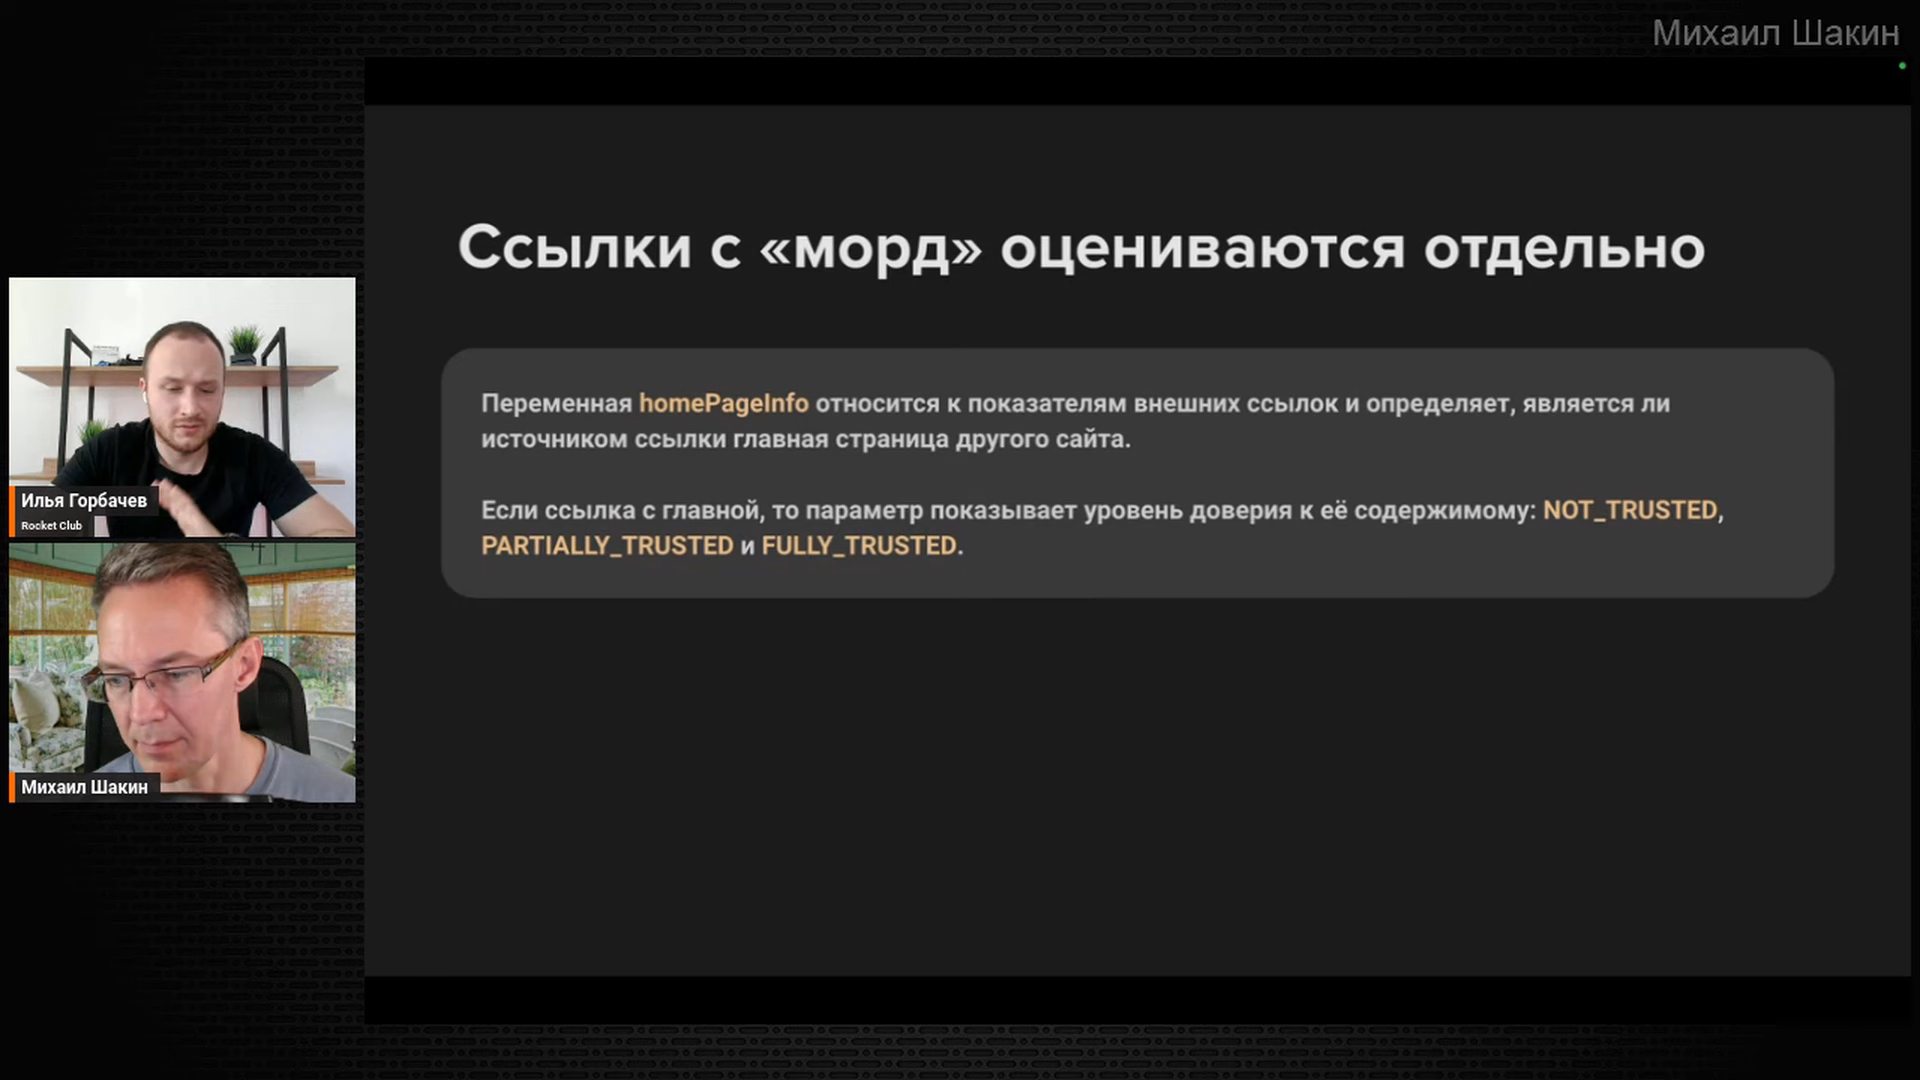 Михаил Шакин
Ссылки с «морд» оцениваются отдельно
Переменная homePageInfo относится к показателям внешних ссылок и определяет, является ли
источником ссылки главная страница другого сайта.
Если ссылка с главной, то параметр показывает уровень доверия к её содержимому: NOT_TRUSTED,
PARTIALLY_TRUSTED и FULLY_TRUSTED.
Илья Горбачев
Rocket Club
Михаил Шакин